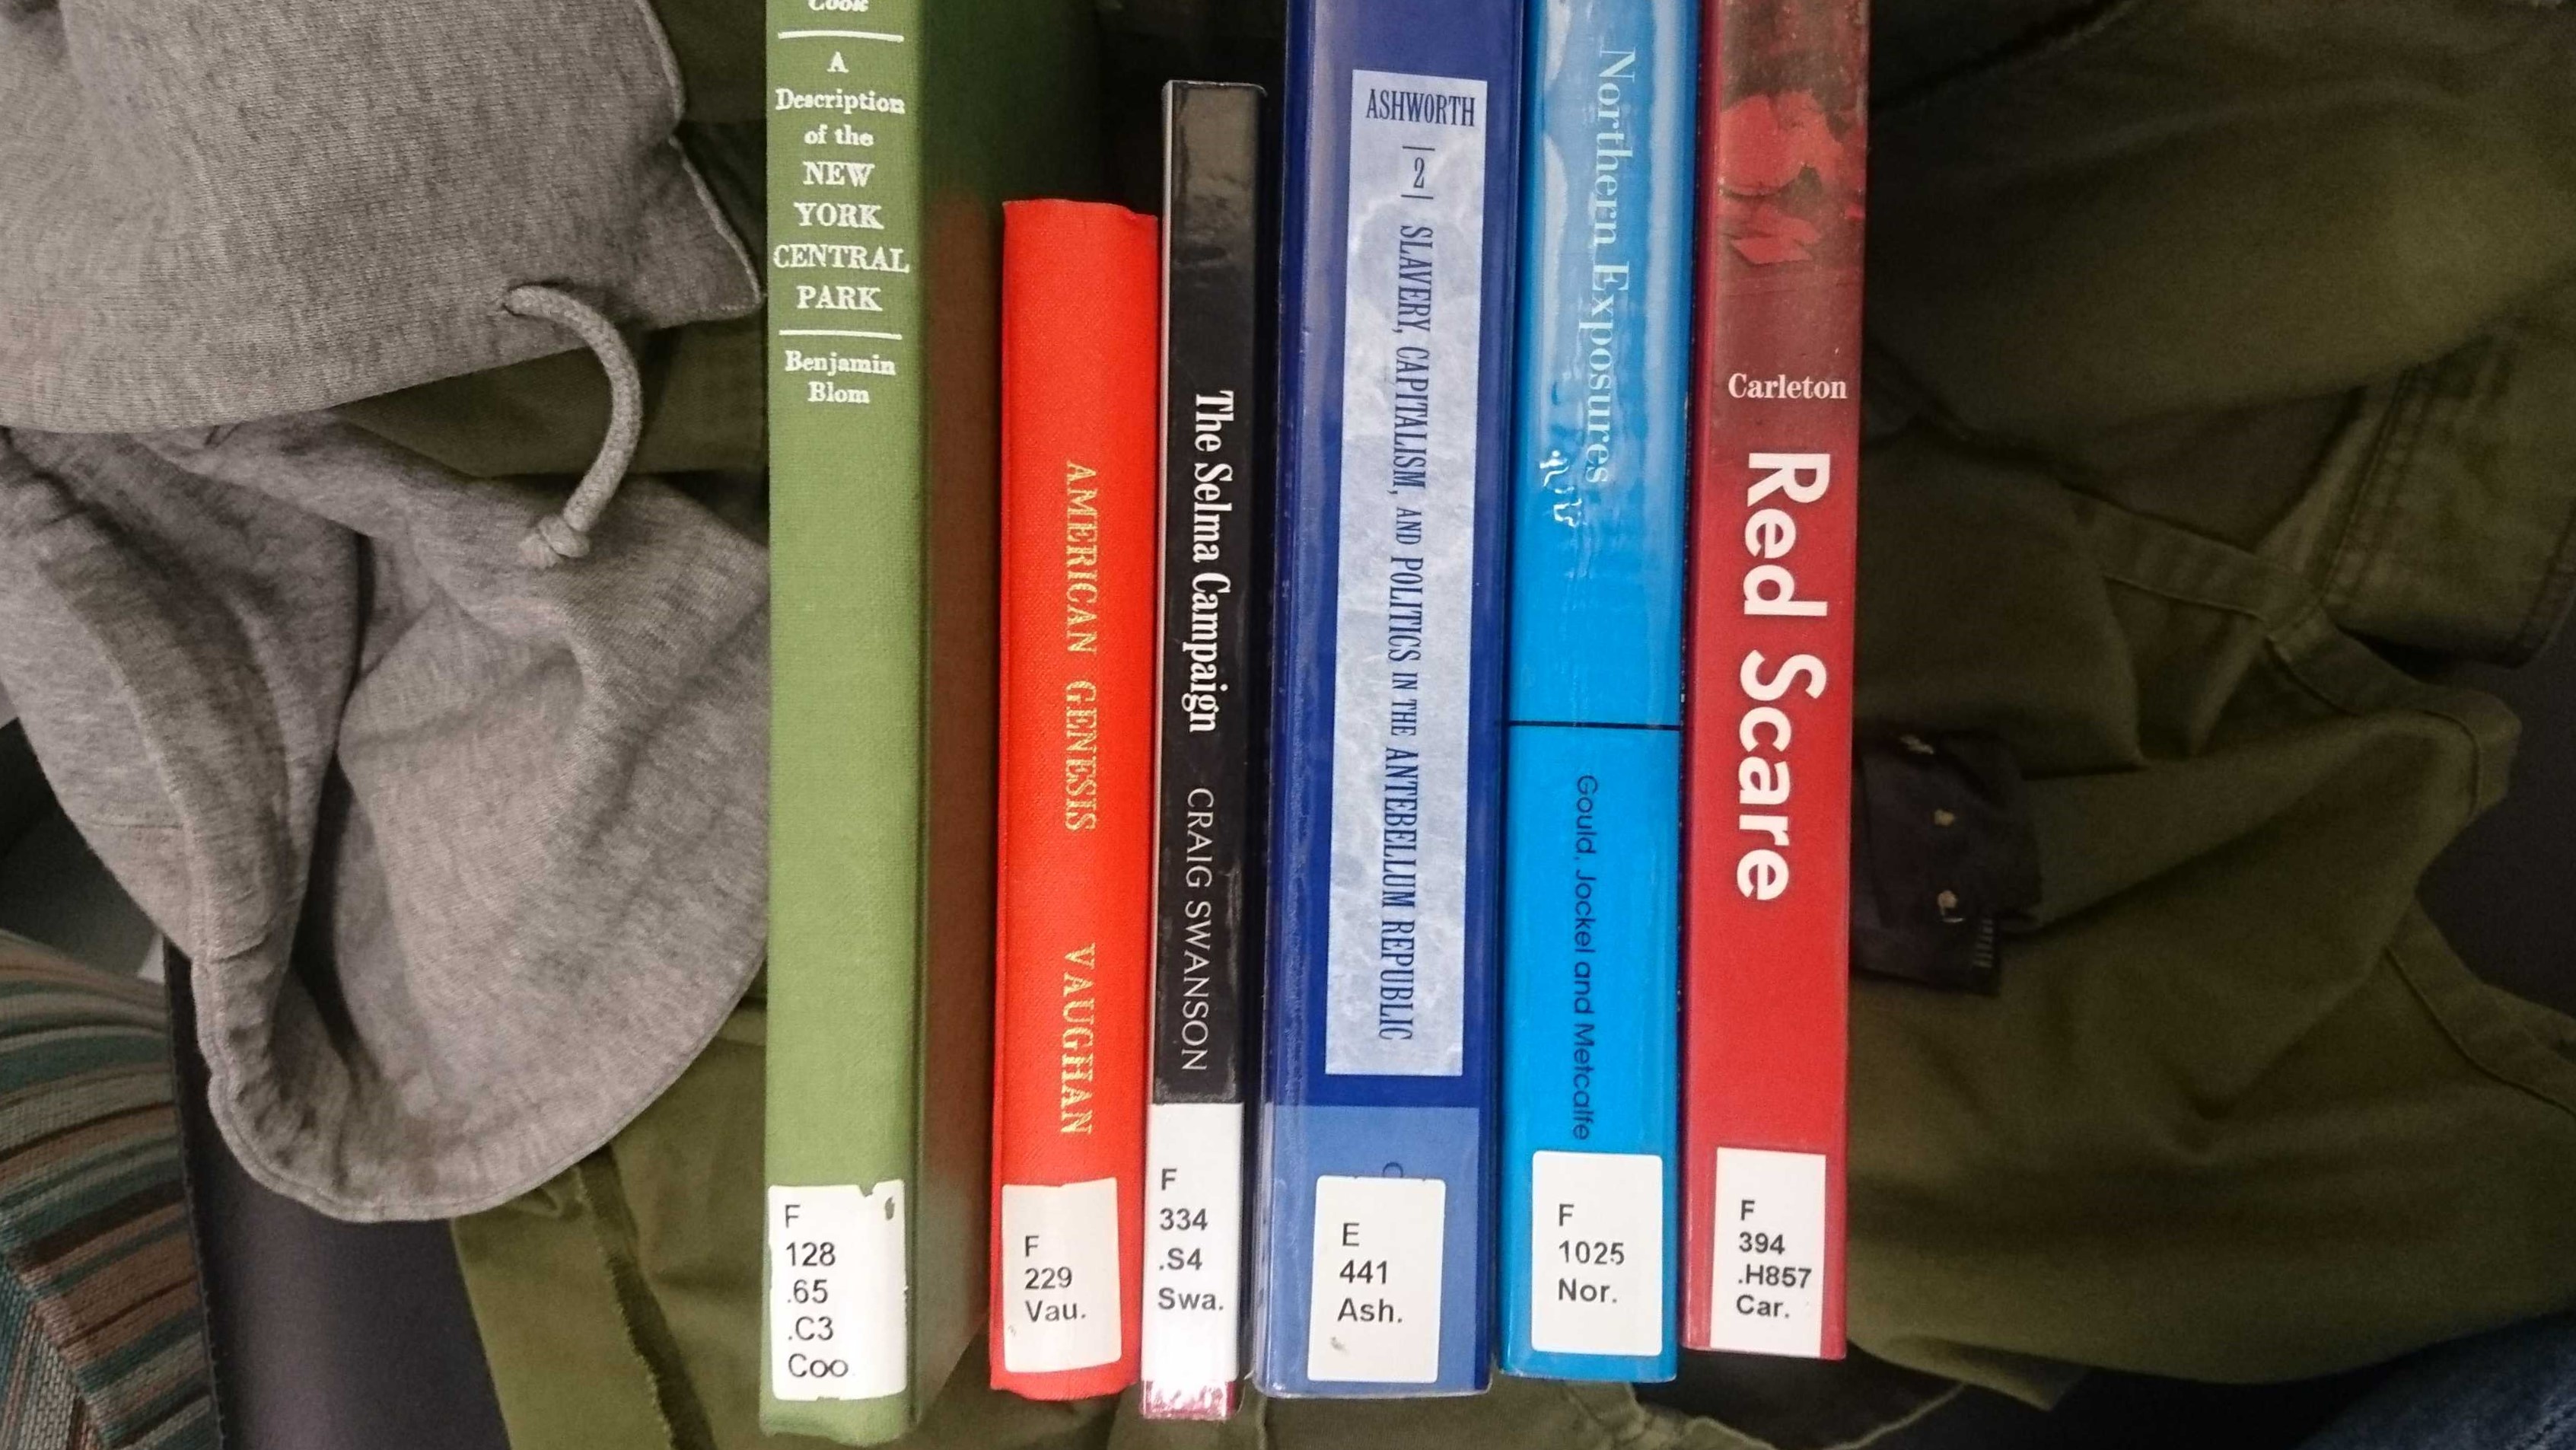 Cook
A
Description
of the
NEW
YORK
CENTRAL
PARK
Benjamin
Blom
F
128
.65
.C3
Coo
AMERICAN GENESIS VAUGHAN
F
229
Vau.
The Selma Campaign CRAIG SWANSON
F
334
.S4
Swa.
ASHWORTH
2
SLAVERY, CAPITALISM, AND POLITICS IN THE ANTEBELLUM REPUBLIC
E
441
Ash.
Northern Exposures
Gould, Jockel and Metcalfe
F
1025
Nor.
Carleton
Red Scare
F
394
.H857
Car.